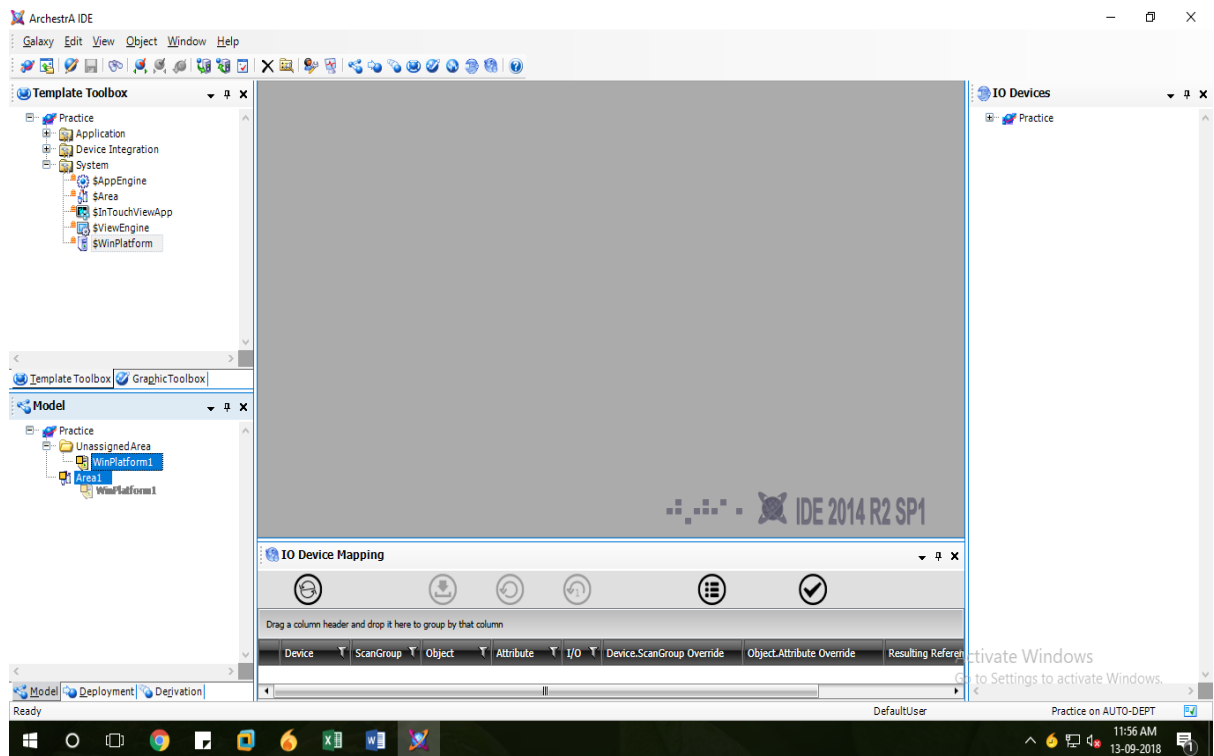 ArchestrA IDE
Galaxy Edit View Object Window Help
Template Toolbox
Practice
Application
Device Integration
System
$AppEngine
$Area
$InTouchViewApp
$ViewEngine
$WinPlatform
Template Toolbox GraphicToolbox
Model
Practice
Unassigned Area
WinPlatform1
Area1
WinPlatform1
Model Deployment Derivation
IDE 2014 R2 SP1
IO Device Mapping
Drag a column header and drop it here to group by that column
Device ScanGroup Object Attribute I/O Device.ScanGroup Override Object.Attribute Override Resulting
IO Devices
Practice
Activate Windows
Go to Settings to activate Windows.
Ready DefaultUser Practice on AUTO-DEPT
11:56 AM
13-09-2018